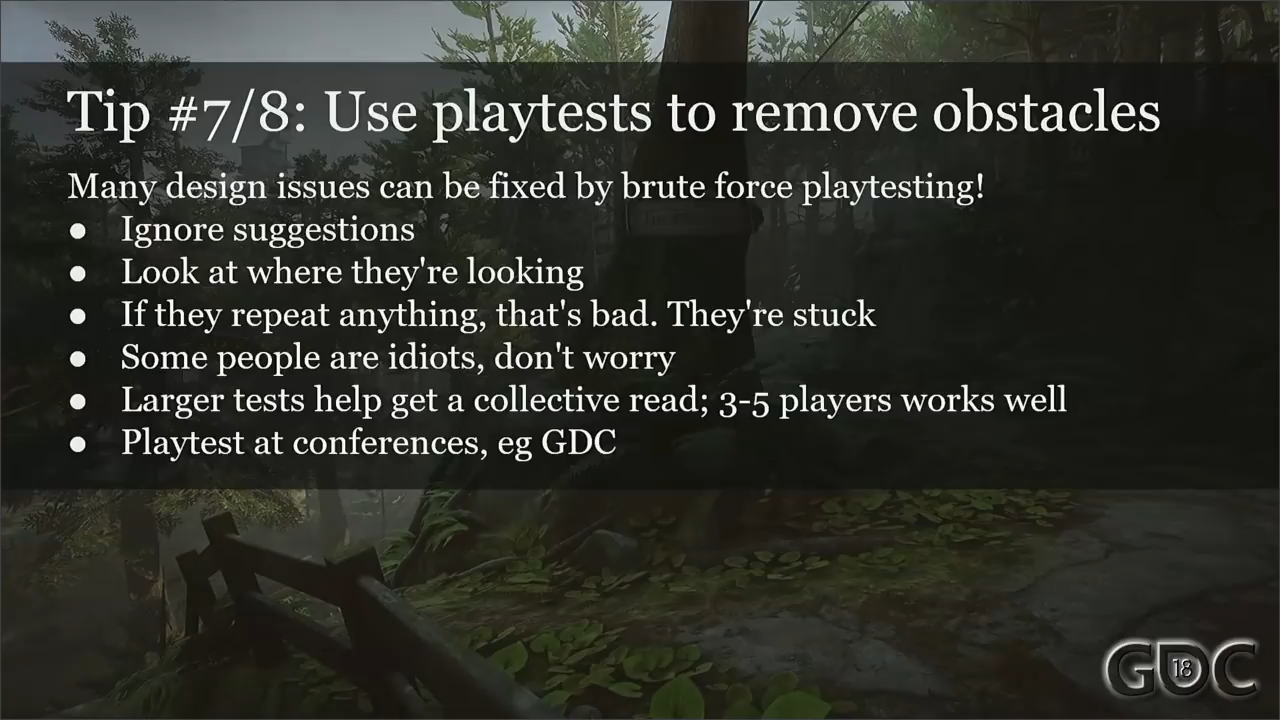 Tip #7/8: Use playtests to remove obstacles
Many design issues can be fixed by brute force playtesting!
● Ignore suggestions
● Look at where they're looking
● If they repeat anything, that's bad. They're stuck
● Some people are idiots, don't worry
● Larger tests help get a collective read; 3-5 players works well
● Playtest at conferences, eg GDC
GDC 18